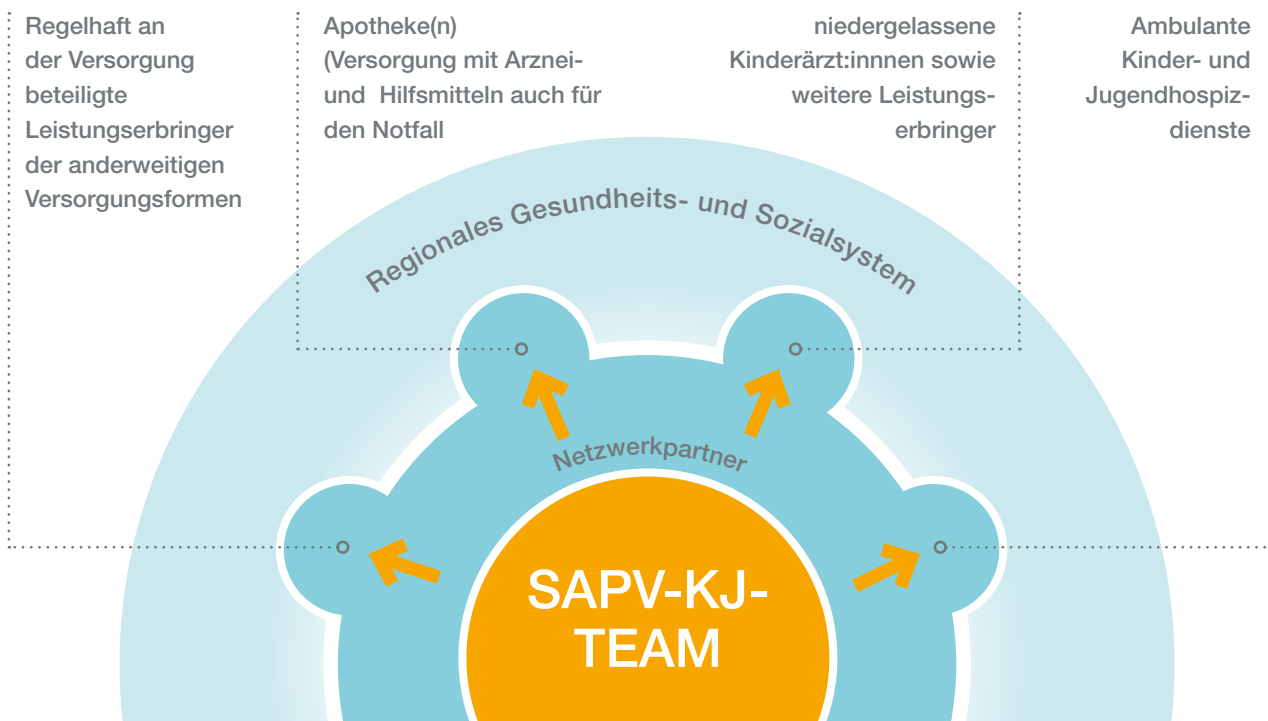 Regelhaft an
der Versorgung
beteiligte
Leistungserbringer
der anderweitigen
Versorgungsformen
Apotheke(n)
(Versorgung mit Arznei-
und Hilfsmitteln auch für
den Notfall
niedergelassene
Kinderärzt:innnen sowie
weitere Leistungs-
erbringer
Ambulante
Kinder- und
Jugendhospiz-
dienste
Regionales Gesundheits- und Sozialsystem
Netzwerkpartner
SAPV-KJ-
TEAM